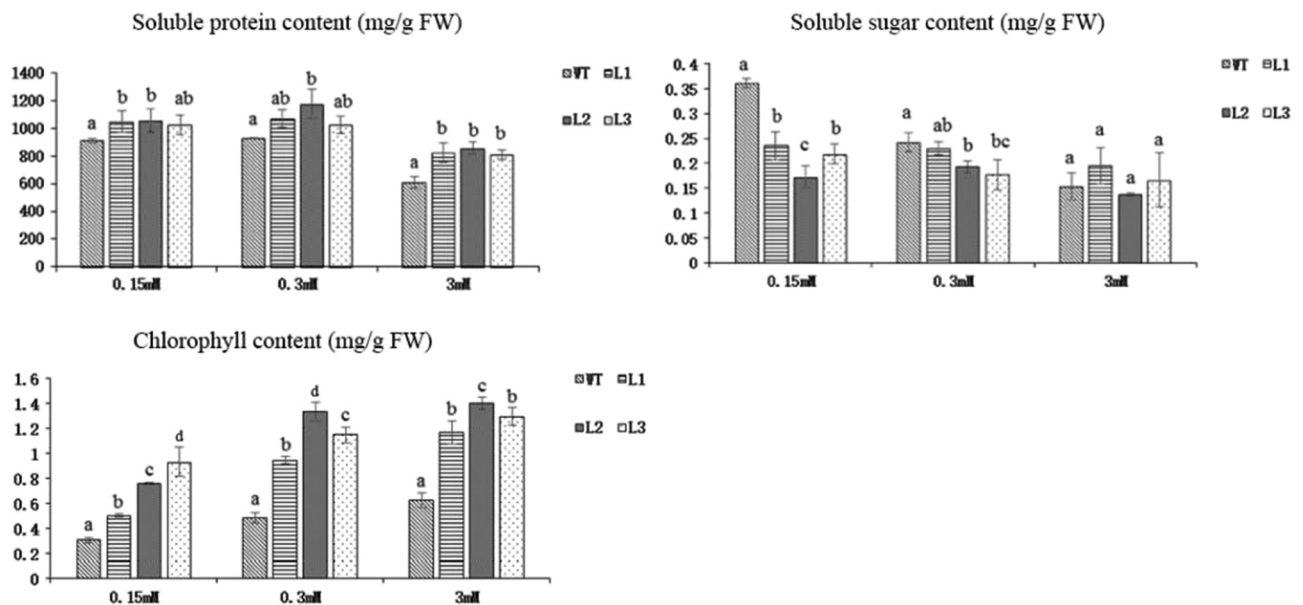 Soluble protein content (mg/g FW)
1400
1200
1000
800
600
400
200
0
a b b ab
a ab b ab
a b b b
0.15mM 0.3mM 3mM
WT L1
L2 L3
Soluble sugar content (mg/g FW)
0.4
0.35
0.3
0.25
0.2
0.15
0.1
0.05
0
a b c b
a ab b bc
a a a a
0.15mM 0.3mM 3mM
WT L1
L2 L3
Chlorophyll content (mg/g FW)
1.6
1.4
1.2
1
0.8
0.6
0.4
0.2
0
a b c d
a b d c
a b c b
0.15mM 0.3mM 3mM
WT L1
L2 L3